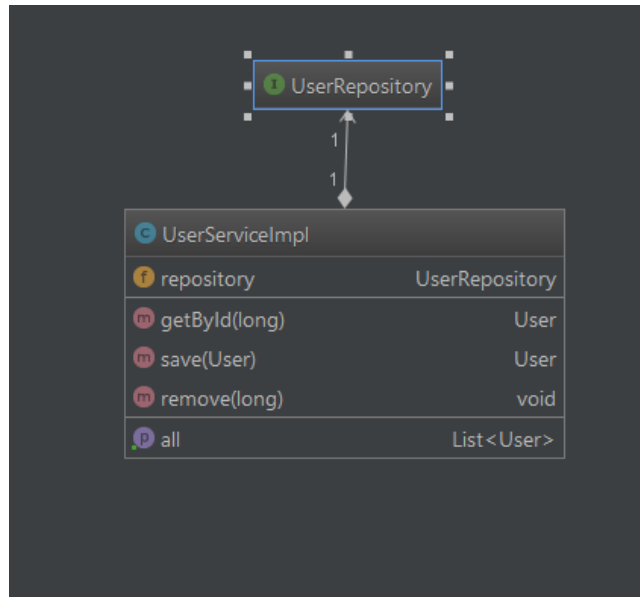 I UserRepository
1
1
C UserServiceImpl
f repository UserRepository
m getById(long) User
m save(User) User
m remove(long) void
p all List<User>